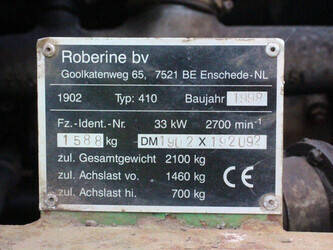 Roberine bv
Goolkatenweg 65, 7521 BE Enschede-NL
1902 Typ: 410 Baujahr 1998
Fz.-Ident.-Nr. 33 kW 2700 min⁻¹
1588 kg DM1902X192092
zul. Gesamtgewicht 2100 kg
zul. Achslast vo. 1460 kg CE
zul. Achslast hi. 700 kg